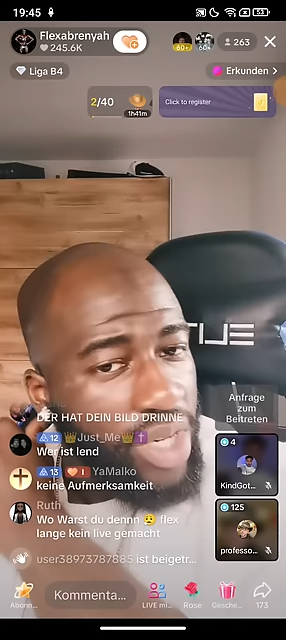 19:45
53
Flexabrenyah
245.6K
60+
60+
263
Liga B4
Erkunden >
2/40
1h41m
Click to register
Anfrage
zum
Beitreten
DER HAT DEIN BILD DRINNE
12 Just_Me
Wer ist lend
13 I YaMalko
keine Aufmerksamkeit
Ruth
Wo Warst du dennn flex
lange kein live gemacht
user38973787885 ist beigetr...
4
KindGot...
125
professo...
Abonn...
Kommenta...
LIVE mi...
Rose
Gesche...
173